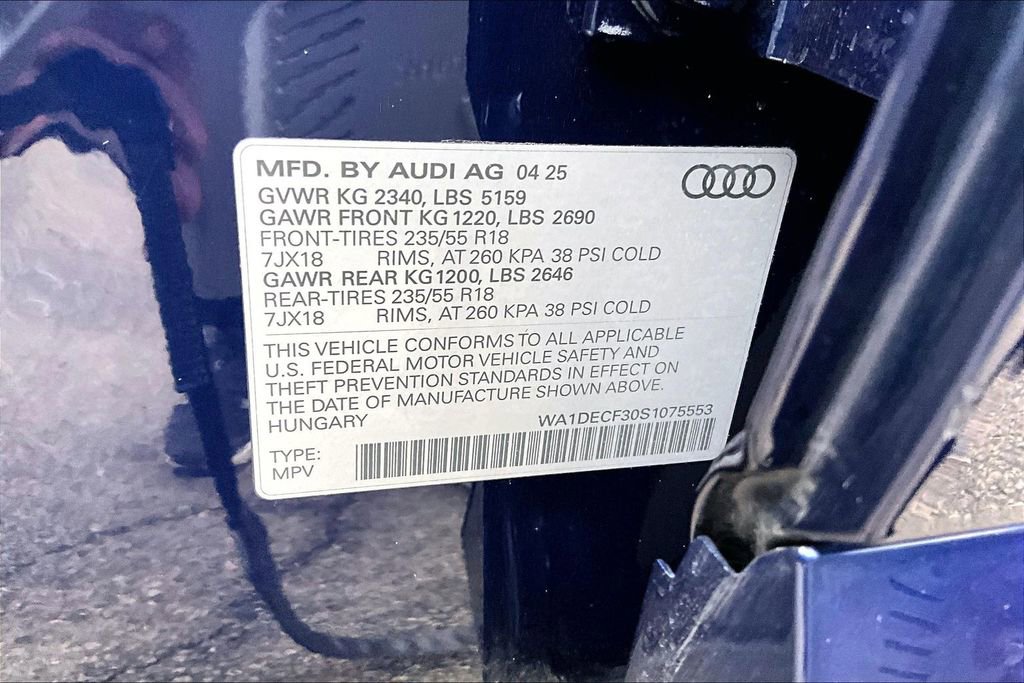 MFD. BY AUDI AG 04 25
GVWR KG 2340, LBS 5159
GAWR FRONT KG 1220, LBS 2690
FRONT-TIRES 235/55 R18
7JX18 RIMS, AT 260 KPA 38 PSI COLD
GAWR REAR KG1200, LBS 2646
REAR-TIRES 235/55 R18
7JX18 RIMS, AT 260 KPA 38 PSI COLD
THIS VEHICLE CONFORMS TO ALL APPLICABLE
U.S. FEDERAL MOTOR VEHICLE SAFETY AND
THEFT PREVENTION STANDARDS IN EFFECT ON
THE DATE OF MANUFACTURE SHOWN ABOVE.
HUNGARY WA1DECF30S1075553
TYPE:
MPV